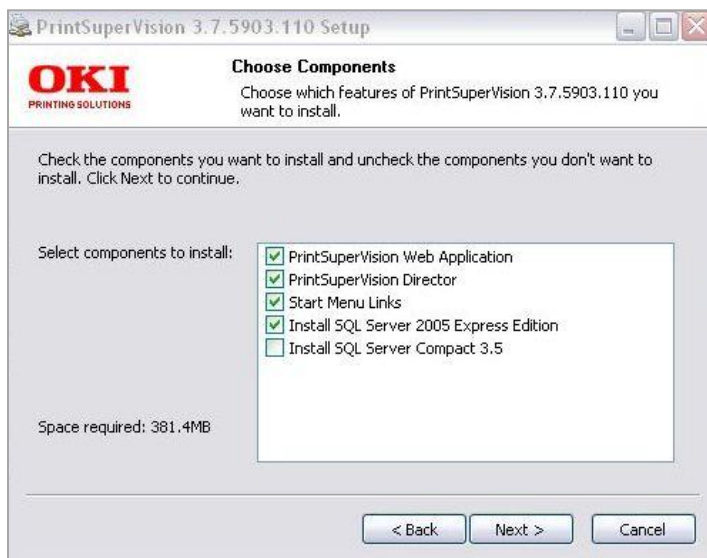 PrintSuperVision 3.7.5903.110 Setup
OKI
PRINTING SOLUTIONS
Choose Components
Choose which features of PrintSuperVision 3.7.5903.110 you
want to install.
Check the components you want to install and uncheck the components you don't want to
install. Click Next to continue.
Select components to install:
PrintSuperVision Web Application
PrintSuperVision Director
Start Menu Links
Install SQL Server 2005 Express Edition
Install SQL Server Compact 3.5
Space required: 381.4MB
< Back
Next >
Cancel